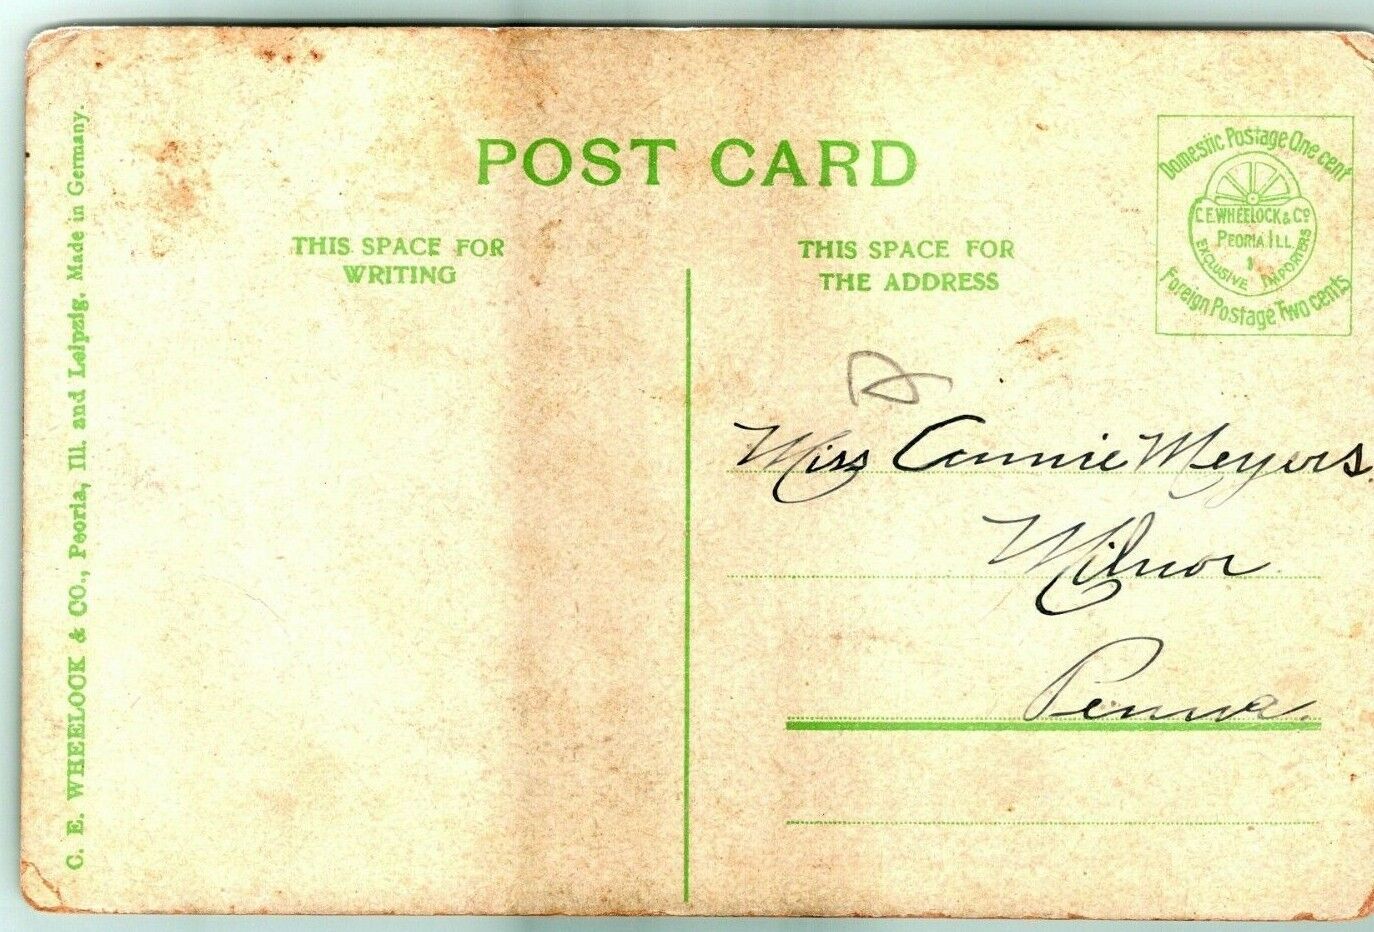 POST CARD
THIS SPACE FOR
WRITING
THIS SPACE FOR
THE ADDRESS
Domestic Postage One cent
C.E.WHEELOCK & Co
PEORIA ILL
EXCLUSIVE IMPORTERS
Foreign Postage Two cents
Miss Annie Meyers
Milnor
Penna.
C. E. WHEELOCK & CO., Peoria, Ill. and Leipzig. Made in Germany.